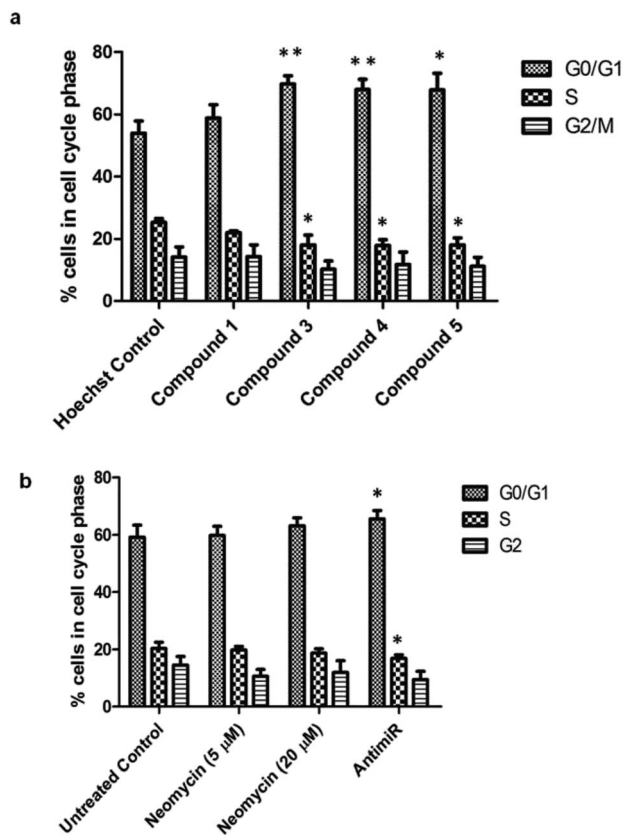 a
% cells in cell cycle phase
80
60
40
20
0
** ** *
* * *
G0/G1
S
G2/M
Hoechst Control
Compound 1
Compound 3
Compound 4
Compound 5
b
% cells in cell cycle phase
80
60
40
20
0
*
*
G0/G1
S
G2
Untreated Control
Neomycin (5 µM)
Neomycin (20 µM)
AntimiR